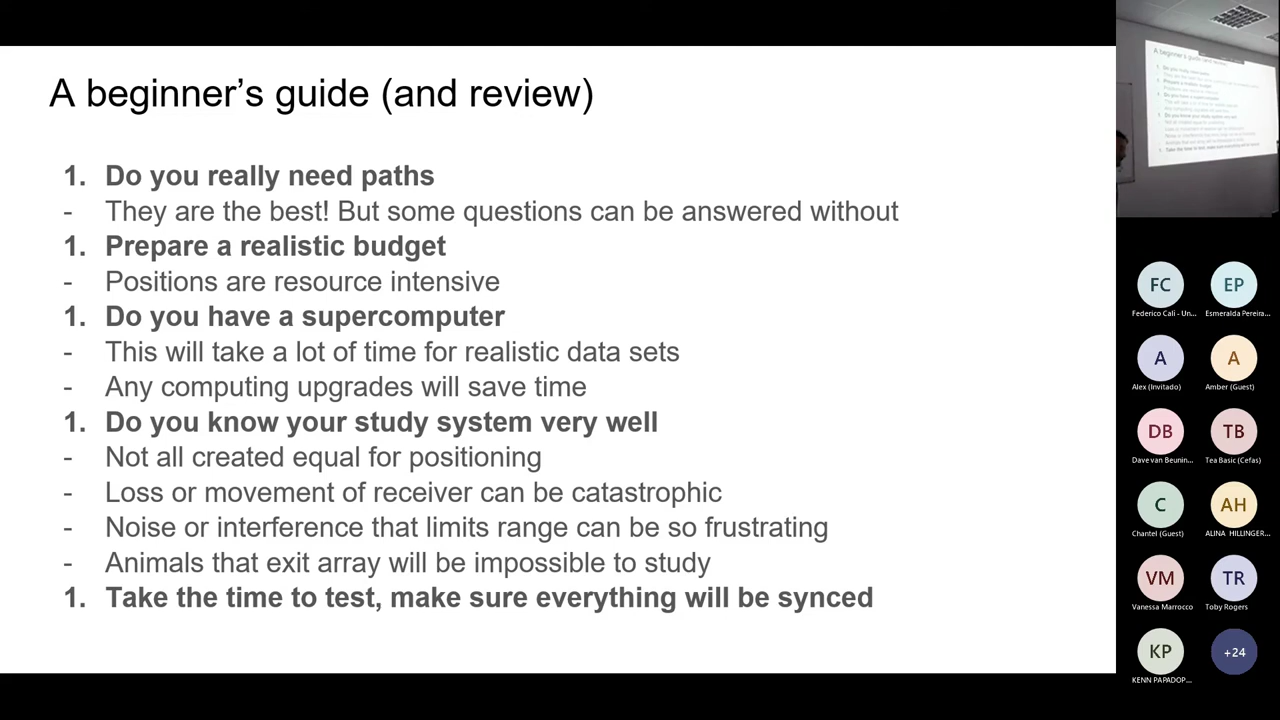 A beginner's guide (and review)
1. Do you really need paths
- They are the best! But some questions can be answered without
1. Prepare a realistic budget
- Positions are resource intensive
1. Do you have a supercomputer
- This will take a lot of time for realistic data sets
- Any computing upgrades will save time
1. Do you know your study system very well
- Not all created equal for positioning
- Loss or movement of receiver can be catastrophic
- Noise or interference that limits range can be so frustrating
- Animals that exit array will be impossible to study
1. Take the time to test, make sure everything will be synced
FC EP
Federico Cali - Un... Esmeralda Pereira...
A A
Alex (Invitado) Amber (Guest)
DB TB
Dave van Beunin... Tea Basic (Cefas)
C AH
Chantel (Guest) ALINA HILLINGER...
VM TR
Vanessa Marrocco Toby Rogers
KP +24
KENN PAPADOP...